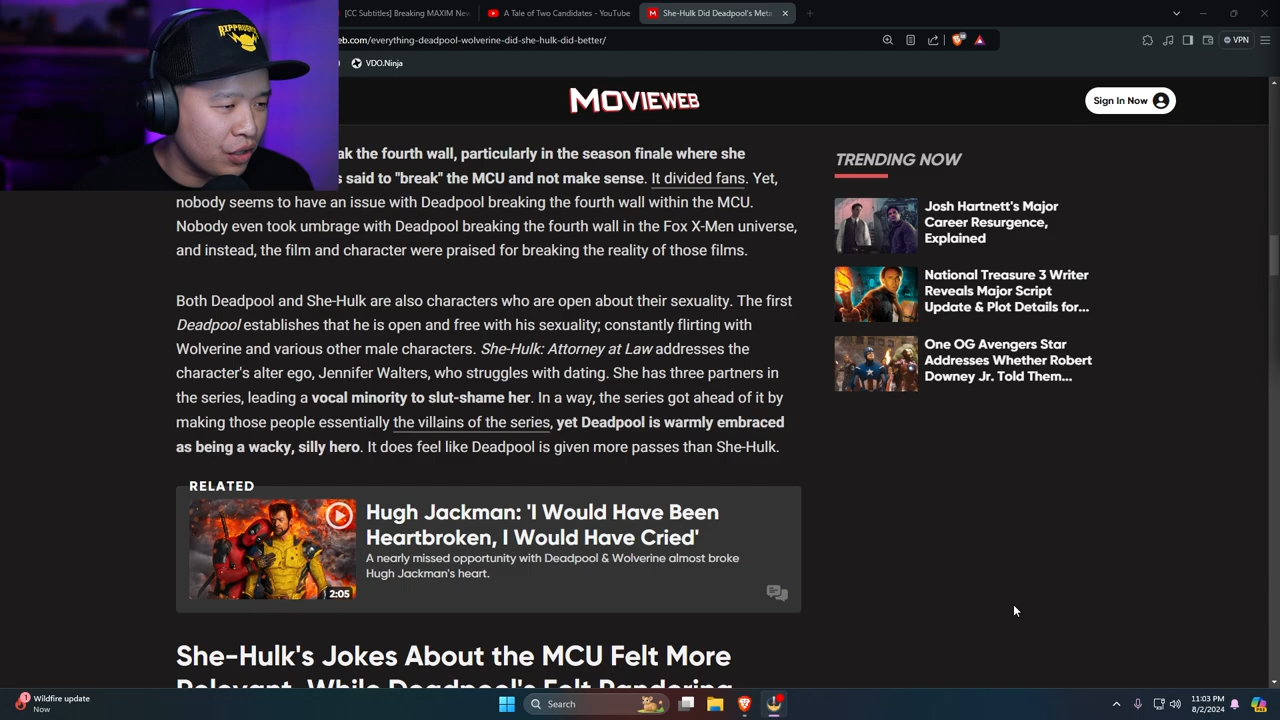 [CC Subtitles] Breaking MAXIM New
A Tale of Two Candidates - YouTube
She-Hulk Did Deadpool's Meta
eb.com/everything-deadpool-wolverine-did-she-hulk-did-better/
VPN
VDO.Ninja
RIPPAVERSE
MOVIEWEB
Sign In Now
ak the fourth wall, particularly in the season finale where she
s said to "break" the MCU and not make sense. It divided fans. Yet,
nobody seems to have an issue with Deadpool breaking the fourth wall within the MCU.
Nobody even took umbrage with Deadpool breaking the fourth wall in the Fox X-Men universe,
and instead, the film and character were praised for breaking the reality of those films.
Both Deadpool and She-Hulk are also characters who are open about their sexuality. The first
Deadpool establishes that he is open and free with his sexuality; constantly flirting with
Wolverine and various other male characters. She-Hulk: Attorney at Law addresses the
character's alter ego, Jennifer Walters, who struggles with dating. She has three partners in
the series, leading a vocal minority to slut-shame her. In a way, the series got ahead of it by
making those people essentially the villains of the series, yet Deadpool is warmly embraced
as being a wacky, silly hero. It does feel like Deadpool is given more passes than She-Hulk.
RELATED
Hugh Jackman: 'I Would Have Been
Heartbroken, I Would Have Cried'
A nearly missed opportunity with Deadpool & Wolverine almost broke
Hugh Jackman's heart.
2:05
She-Hulk's Jokes About the MCU Felt More
Relevant, While Deadpool's Felt Pandering
TRENDING NOW
Josh Hartnett's Major
Career Resurgence,
Explained
National Treasure 3 Writer
Reveals Major Script
Update & Plot Details for...
One OG Avengers Star
Addresses Whether Robert
Downey Jr. Told Them...
1
Wildfire update
Now
Search
11:03 PM
8/2/2024